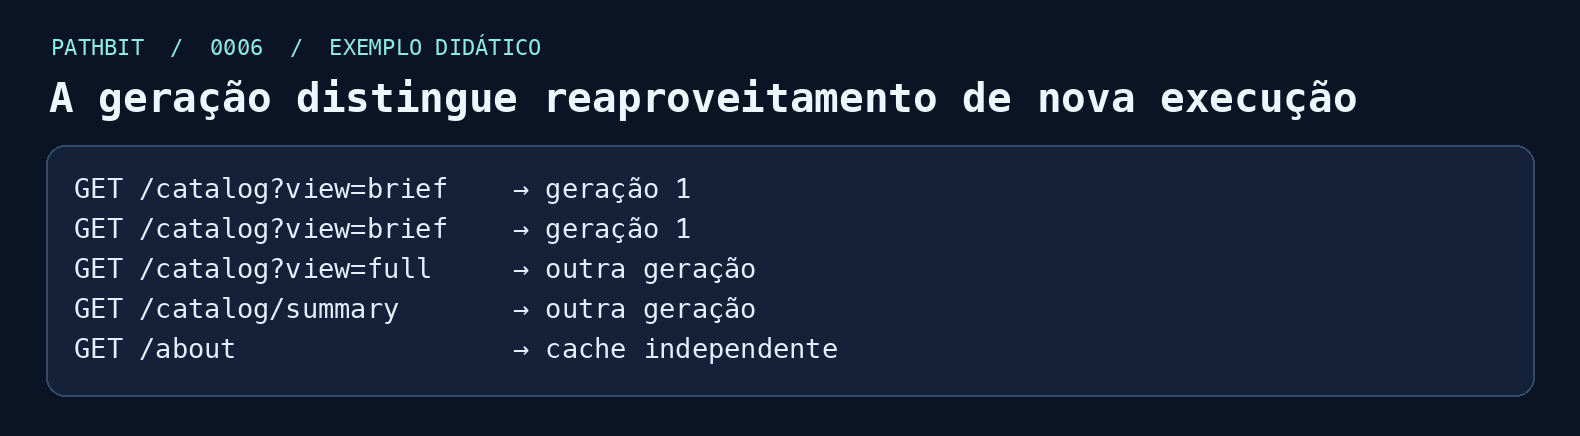 PATHBIT / 0006 / EXEMPLO DIDÁTICO
A geração distingue reaproveitamento de nova execução
GET /catalog?view=brief → geração 1
GET /catalog?view=brief → geração 1
GET /catalog?view=full → outra geração
GET /catalog/summary → outra geração
GET /about → cache independente